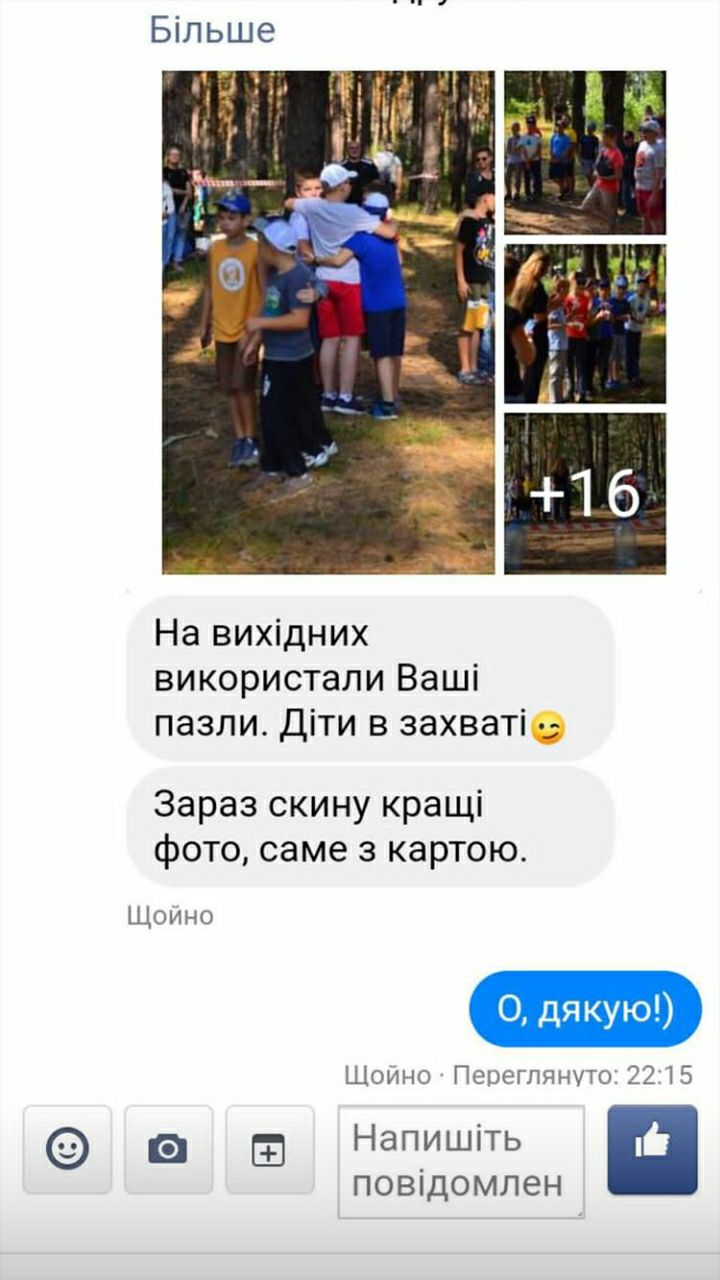 Більше
+16
На вихідних
використали Ваші
пазли. Діти в захваті😉
Зараз скину кращі
фото, саме з картою.
Щойно
О, дякую!)
Щойно · Переглянуто: 22:15
Напишіть
повідомлен